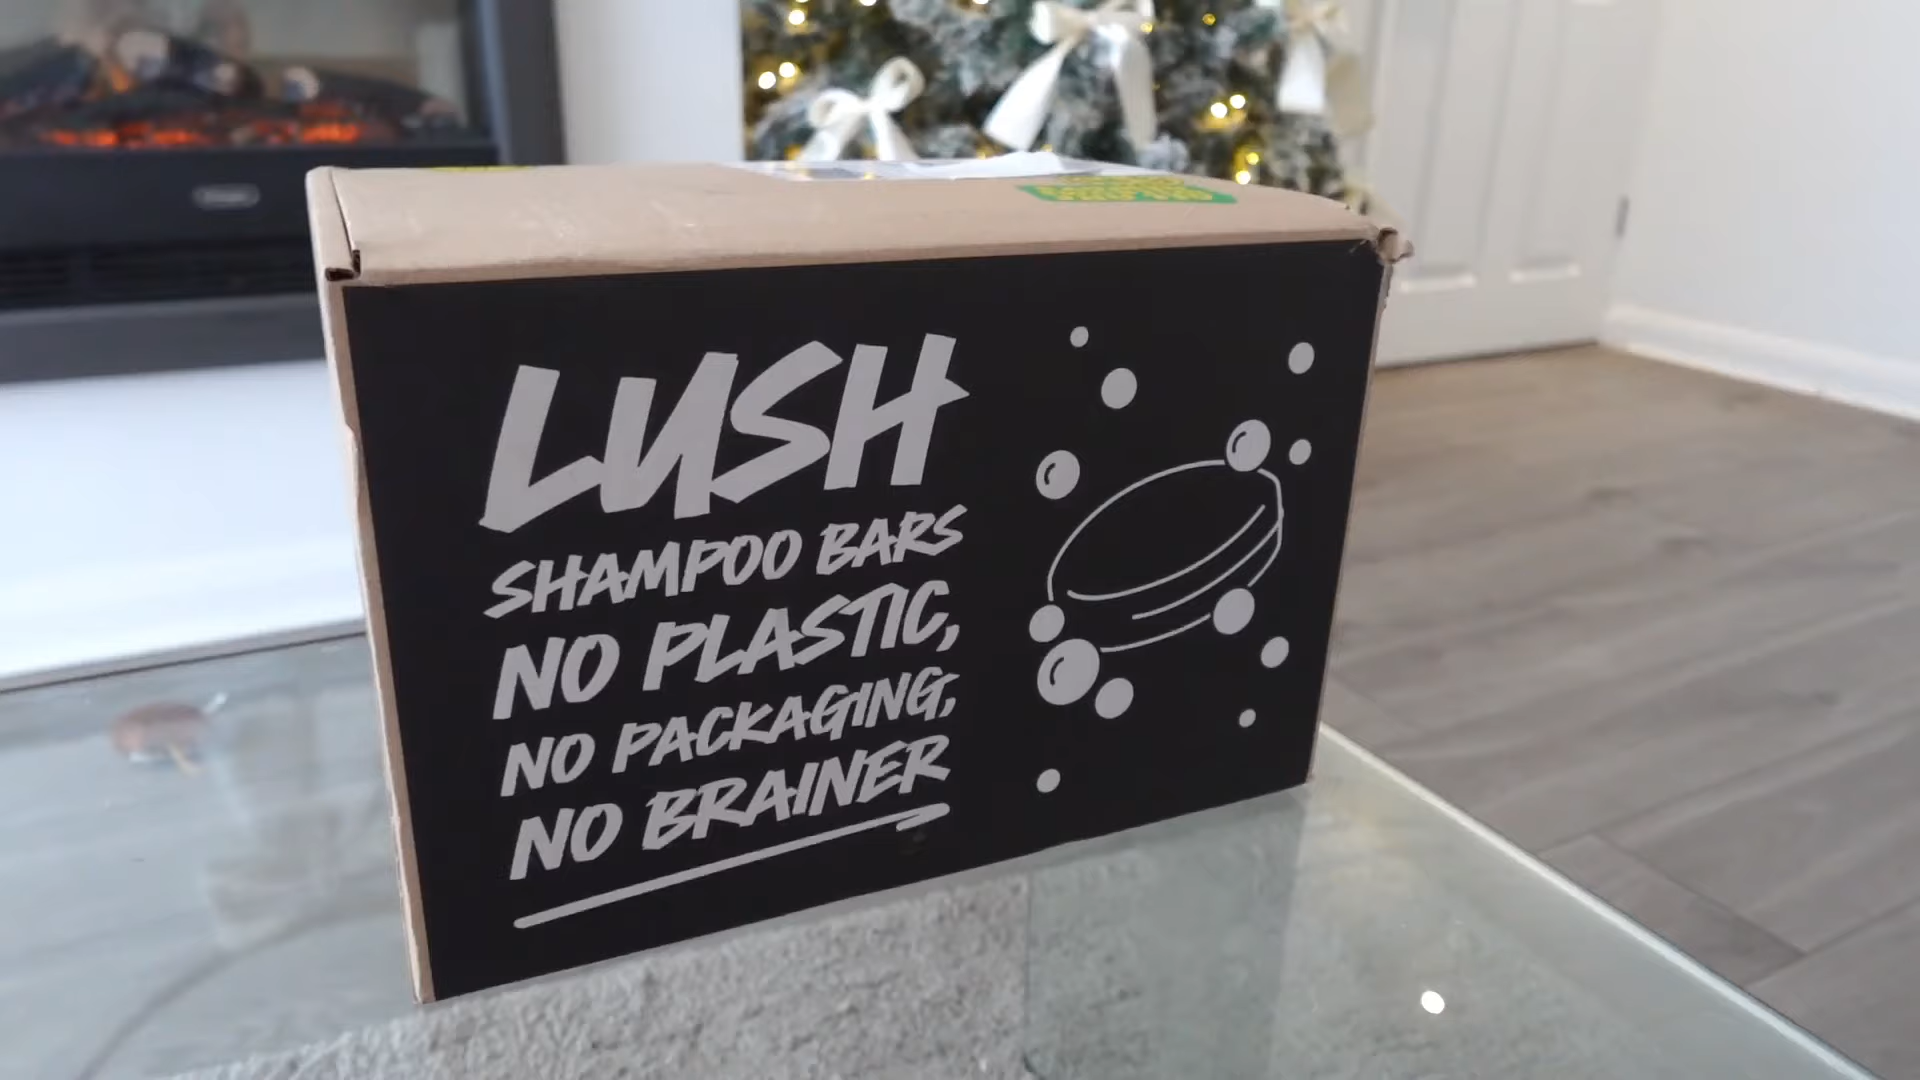 LUSH
SHAMPOO BARS
NO PLASTIC,
NO PACKAGING,
NO BRAINER